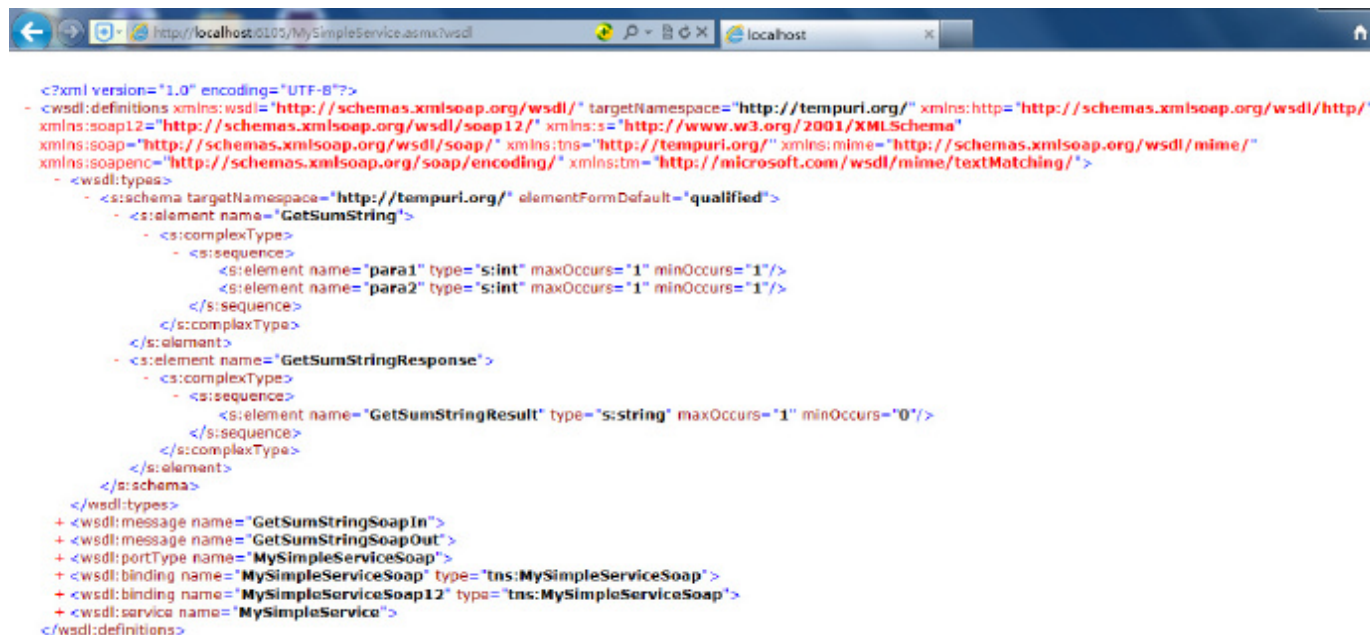 http://localhost:6105/MySimpleService.asmx?wsdl
localhost
<?xml version="1.0" encoding="UTF-8"?>
- <wsdl:definitions xmlns:wsdl="http://schemas.xmlsoap.org/wsdl/" targetNamespace="http://tempuri.org/" xmlns:http="http://schemas.xmlsoap.org/wsdl/http/"
xmlns:soap12="http://schemas.xmlsoap.org/wsdl/soap12/" xmlns:s="http://www.w3.org/2001/XMLSchema"
xmlns:soap="http://schemas.xmlsoap.org/wsdl/soap/" xmlns:tns="http://tempuri.org/" xmlns:mime="http://schemas.xmlsoap.org/wsdl/mime/"
xmlns:soapenc="http://schemas.xmlsoap.org/soap/encoding/" xmlns:tm="http://microsoft.com/wsdl/mime/textMatching/">
- <wsdl:types>
- <s:schema targetNamespace="http://tempuri.org/" elementFormDefault="qualified">
- <s:element name="GetSumString">
- <s:complexType>
- <s:sequence>
<s:element name="para1" type="s:int" maxOccurs="1" minOccurs="1"/>
<s:element name="para2" type="s:int" maxOccurs="1" minOccurs="1"/>
</s:sequence>
</s:complexType>
</s:element>
- <s:element name="GetSumStringResponse">
- <s:complexType>
- <s:sequence>
<s:element name="GetSumStringResult" type="s:string" maxOccurs="1" minOccurs="0"/>
</s:sequence>
</s:complexType>
</s:element>
</s:schema>
</wsdl:types>
+ <wsdl:message name="GetSumStringSoapIn">
+ <wsdl:message name="GetSumStringSoapOut">
+ <wsdl:portType name="MySimpleServiceSoap">
+ <wsdl:binding name="MySimpleServiceSoap" type="tns:MySimpleServiceSoap">
+ <wsdl:binding name="MySimpleServiceSoap12" type="tns:MySimpleServiceSoap">
+ <wsdl:service name="MySimpleService">
</wsdl:definitions>